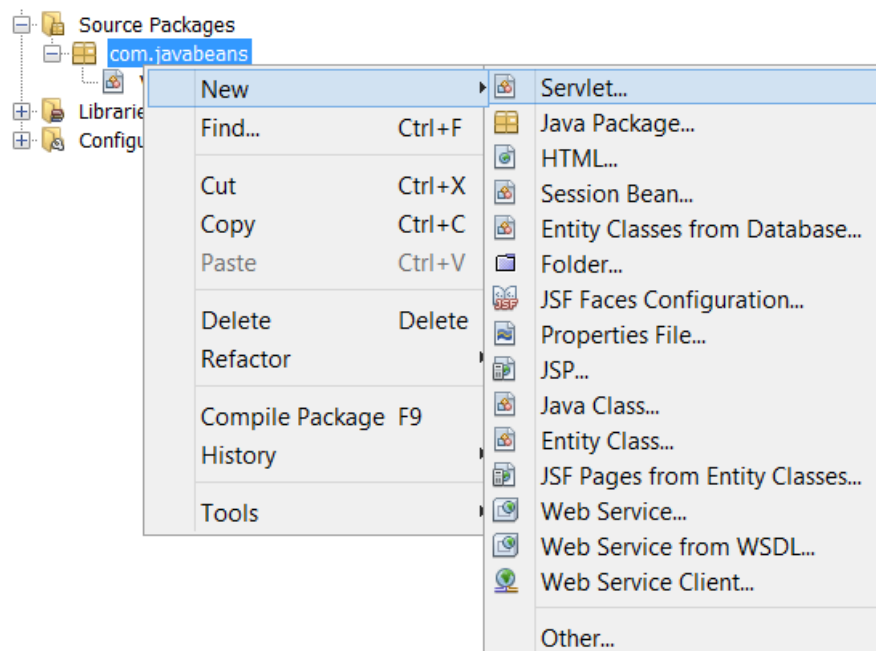 Source Packages
com.javabeans
New
Find... Ctrl+F
Cut Ctrl+X
Copy Ctrl+C
Paste Ctrl+V
Delete Delete
Refactor
Compile Package F9
History
Tools
Servlet...
Java Package...
HTML...
Session Bean...
Entity Classes from Database...
Folder...
JSF Faces Configuration...
Properties File...
JSP...
Java Class...
Entity Class...
JSF Pages from Entity Classes...
Web Service...
Web Service from WSDL...
Web Service Client...
Other...